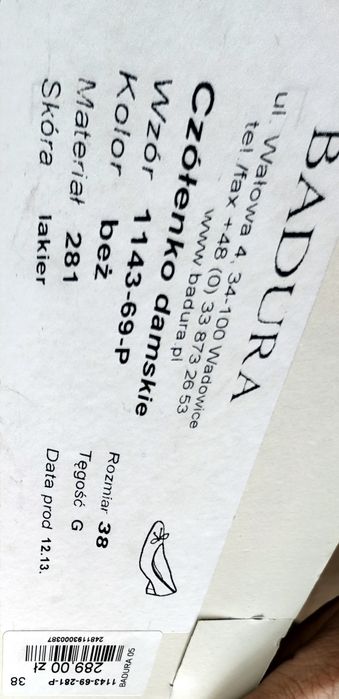 BADURA
ul. Wałowa 4, 34-100 Wadowice
tel./fax +48 (0) 33 873 26 53
www.badura.pl
Czółenko damskie
Wzór 1143-69-P
Kolor beż
Materiał 281
Skóra lakier
Rozmiar 38
Tęgość G
Data prod 12.13.
1143-69-281-P 38
BADURA 05
289.00 zł
2481193000387